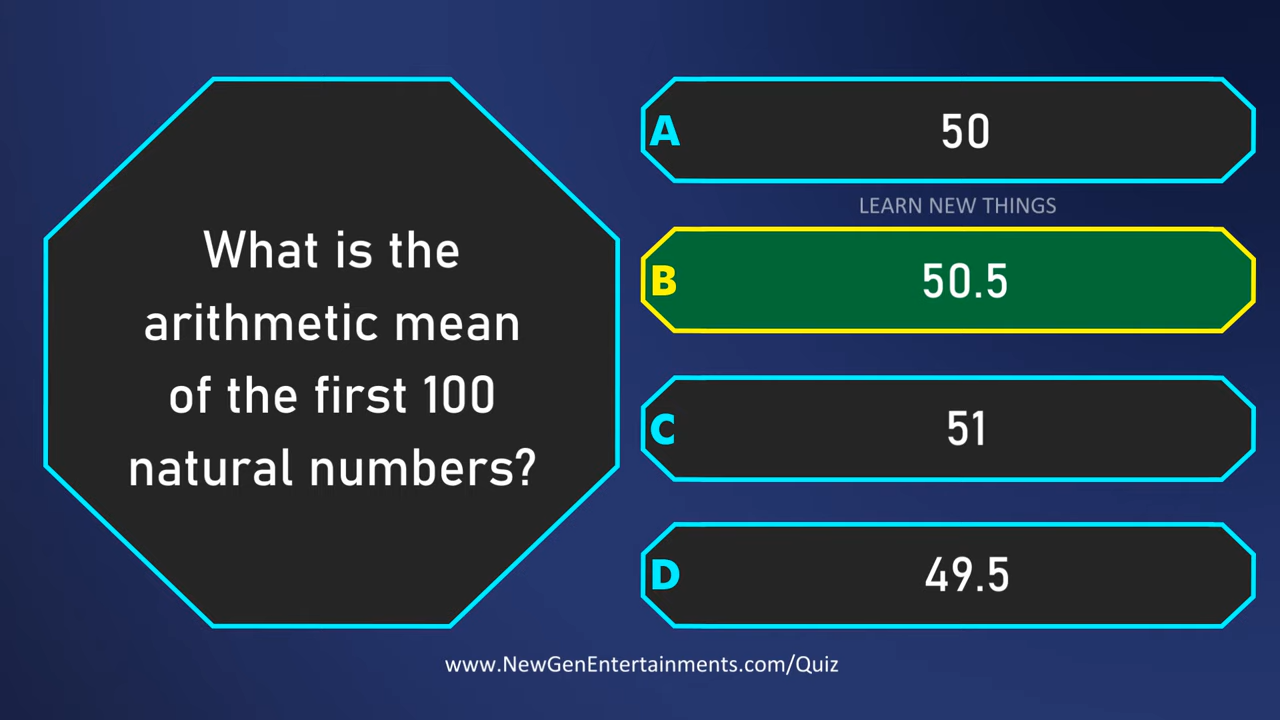 What is the
arithmetic mean
of the first 100
natural numbers?
A 50
LEARN NEW THINGS
B 50.5
C 51
D 49.5
www.NewGenEntertainments.com/Quiz